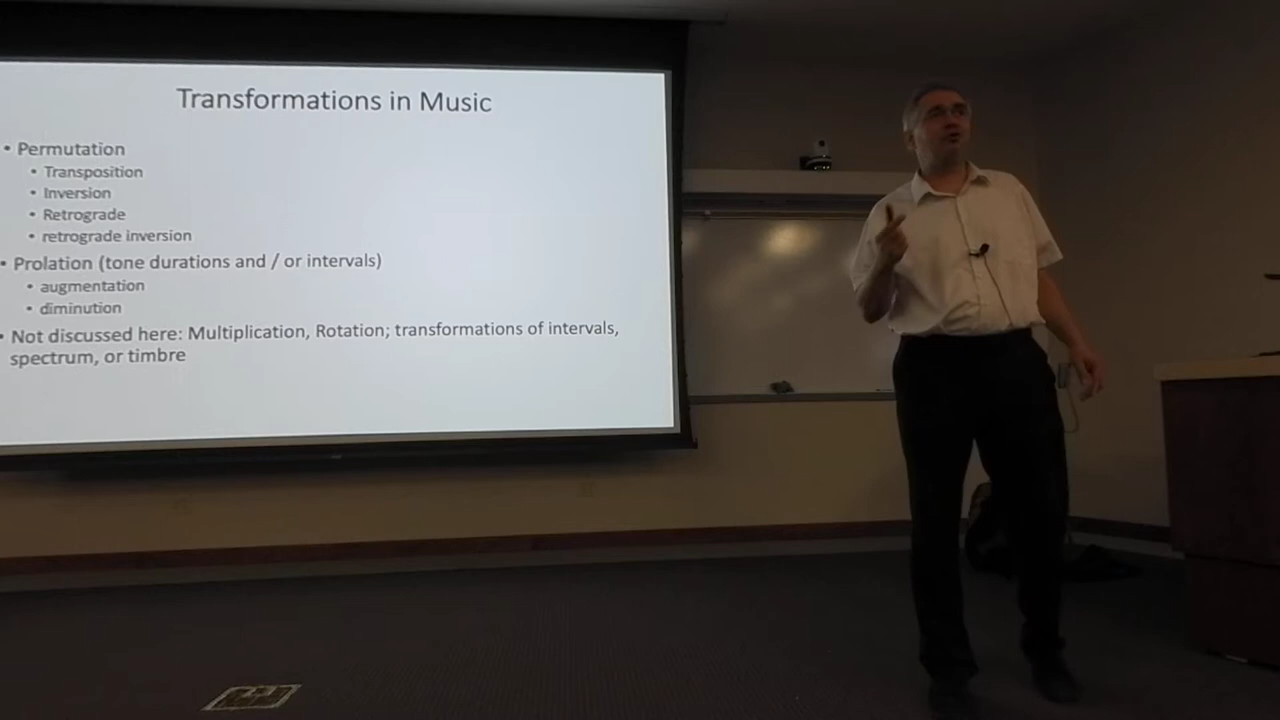 Transformations in Music
• Permutation
• Transposition
• Inversion
• Retrograde
• retrograde inversion
• Prolation (tone durations and / or intervals)
• augmentation
• diminution
• Not discussed here: Multiplication, Rotation; transformations of intervals,
spectrum, or timbre